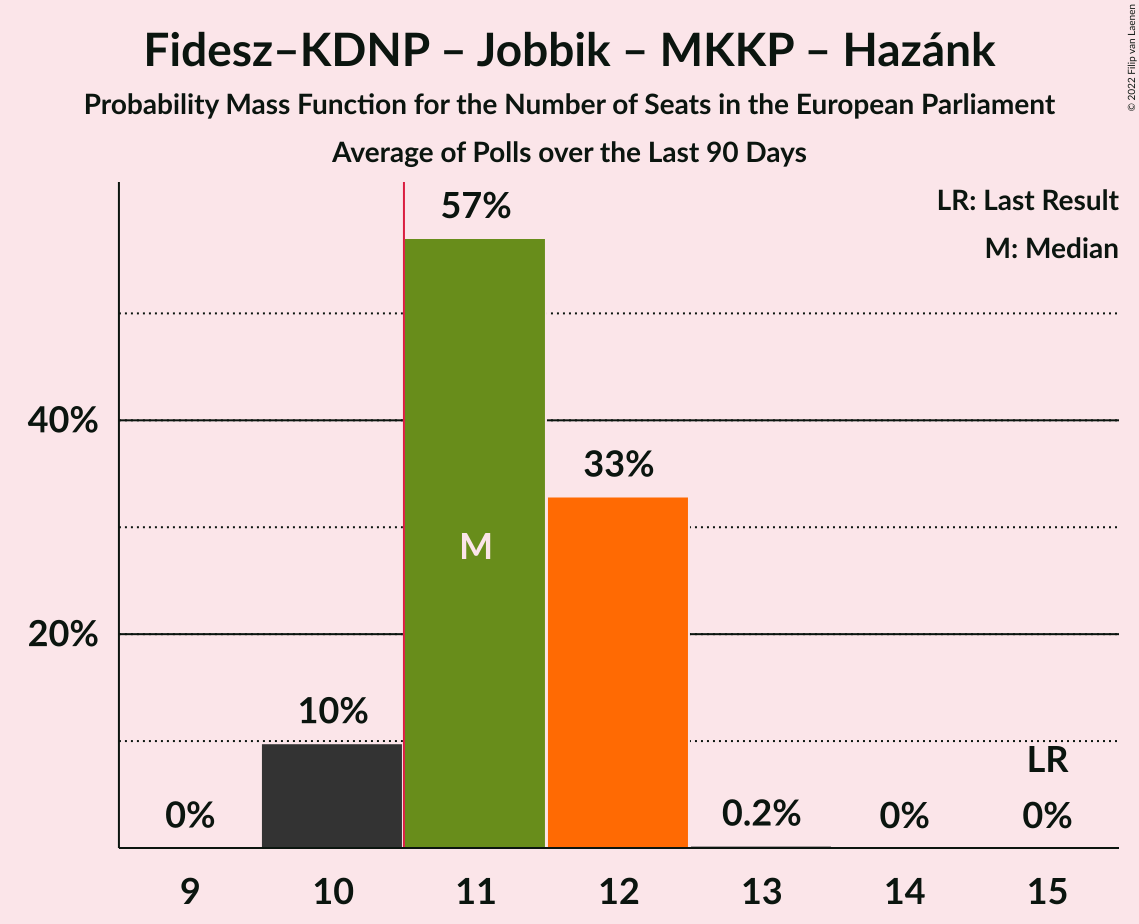 Fidesz–KDNP – Jobbik – MKKP – Hazánk
Probability Mass Function for the Number of Seats in the European Parliament
Average of Polls over the Last 90 Days
© 2022 Filip van Laenen
LR: Last Result
M: Median
57%
40%
33%
M
20%
10%
LR
0%
0.2%
0%
0%
9
10
11
12
13
14
15